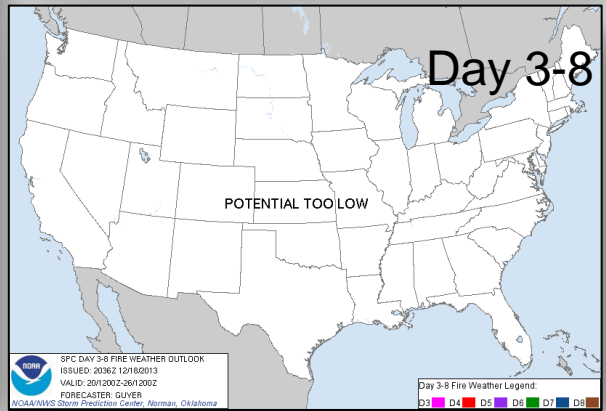 Day 3-8
POTENTIAL TOO LOW
NOAA
SPC DAY 3-8 FIRE WEATHER OUTLOOK
ISSUED: 2036Z 12/18/2013
VALID: 20/1200Z-26/1200Z
FORECASTER: GUYER
NOAA/NWS Storm Prediction Center, Norman, Oklahoma
Day 3-8 Fire Weather Legend:
D3 D4 D5 D6 D7 D8